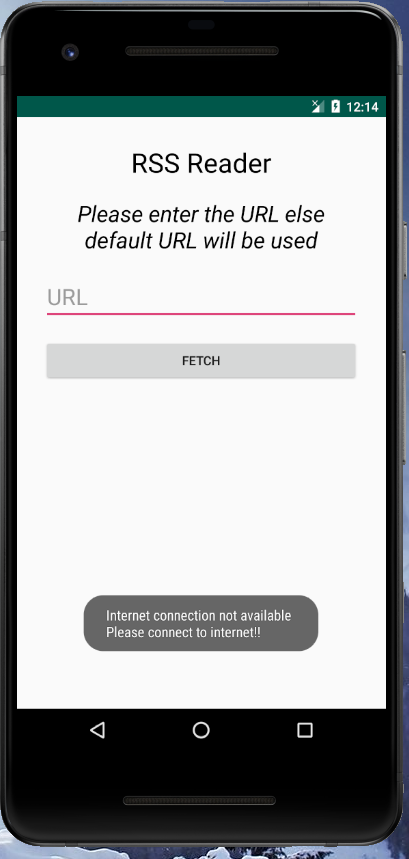 12:14
RSS Reader
Please enter the URL else
default URL will be used
URL
FETCH
Internet connection not available
Please connect to internet!!